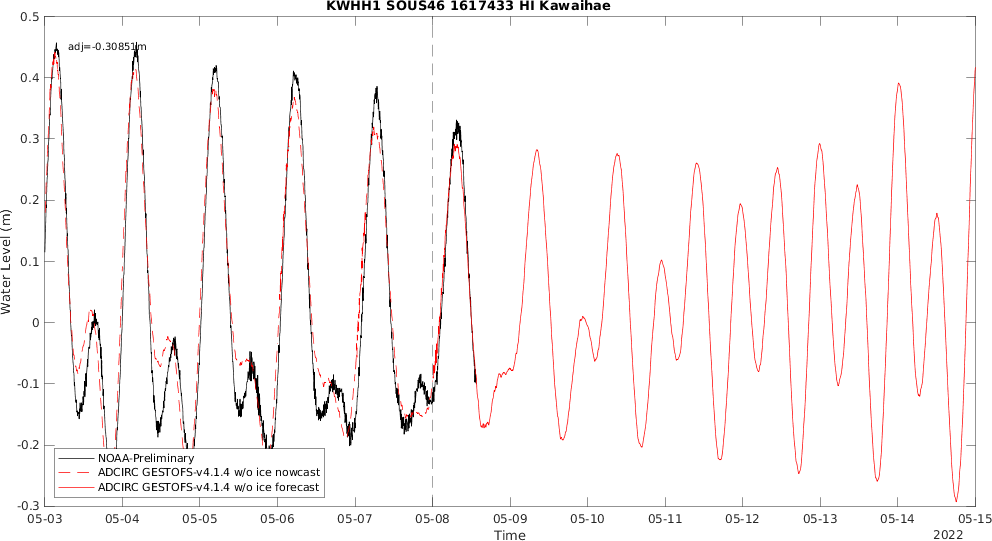 KWHH1 SOUS46 1617433 HI Kawaihae
adj=-0.30851m
Water Level (m)
0.5
0.4
0.3
0.2
0.1
0
-0.1
-0.2
-0.3
NOAA-Preliminary
ADCIRC GESTOFS-v4.1.4 w/o ice nowcast
ADCIRC GESTOFS-v4.1.4 w/o ice forecast
05-03 05-04 05-05 05-06 05-07 05-08 05-09 05-10 05-11 05-12 05-13 05-14 05-15
Time
2022